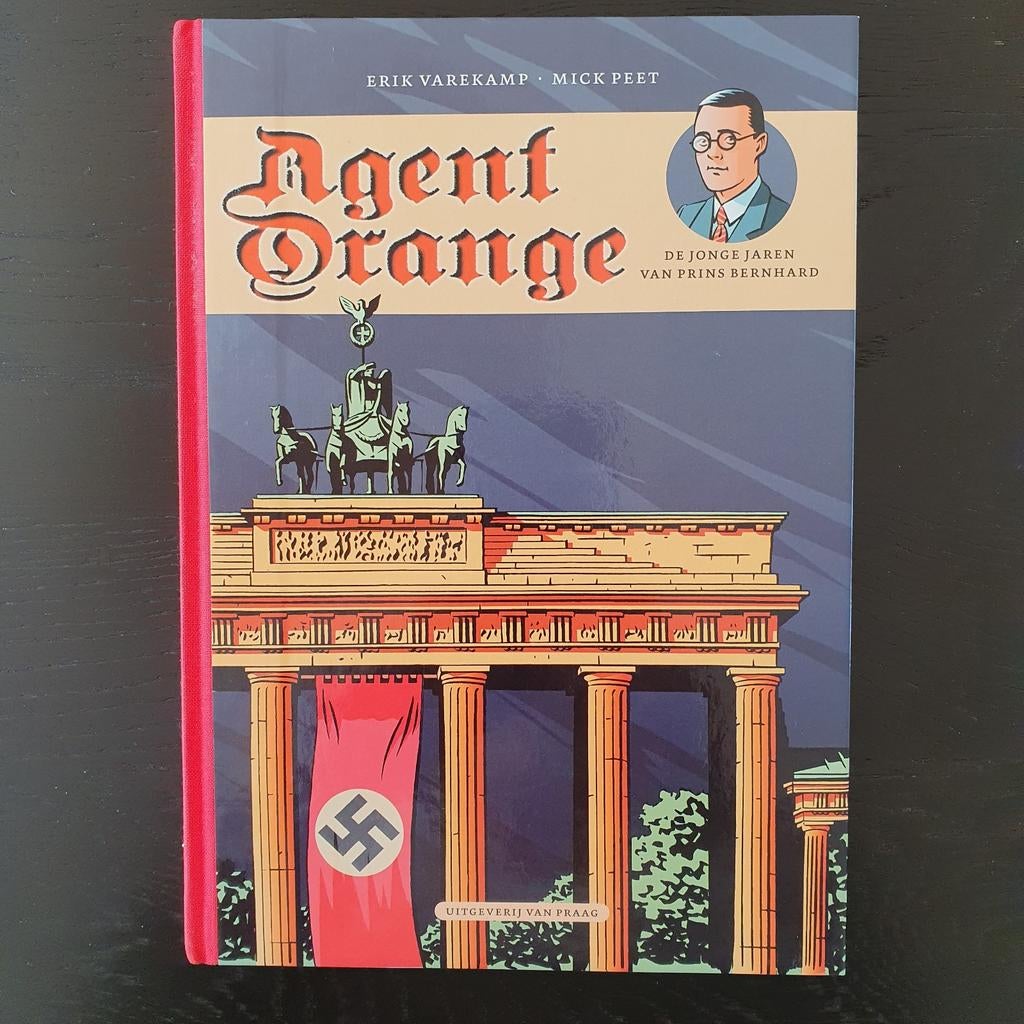 ERIK VAREKAMP · MICK PEET
Agent
Orange
DE JONGE JAREN
VAN PRINS BERNHARD
UITGEVERIJ VAN PRAAG